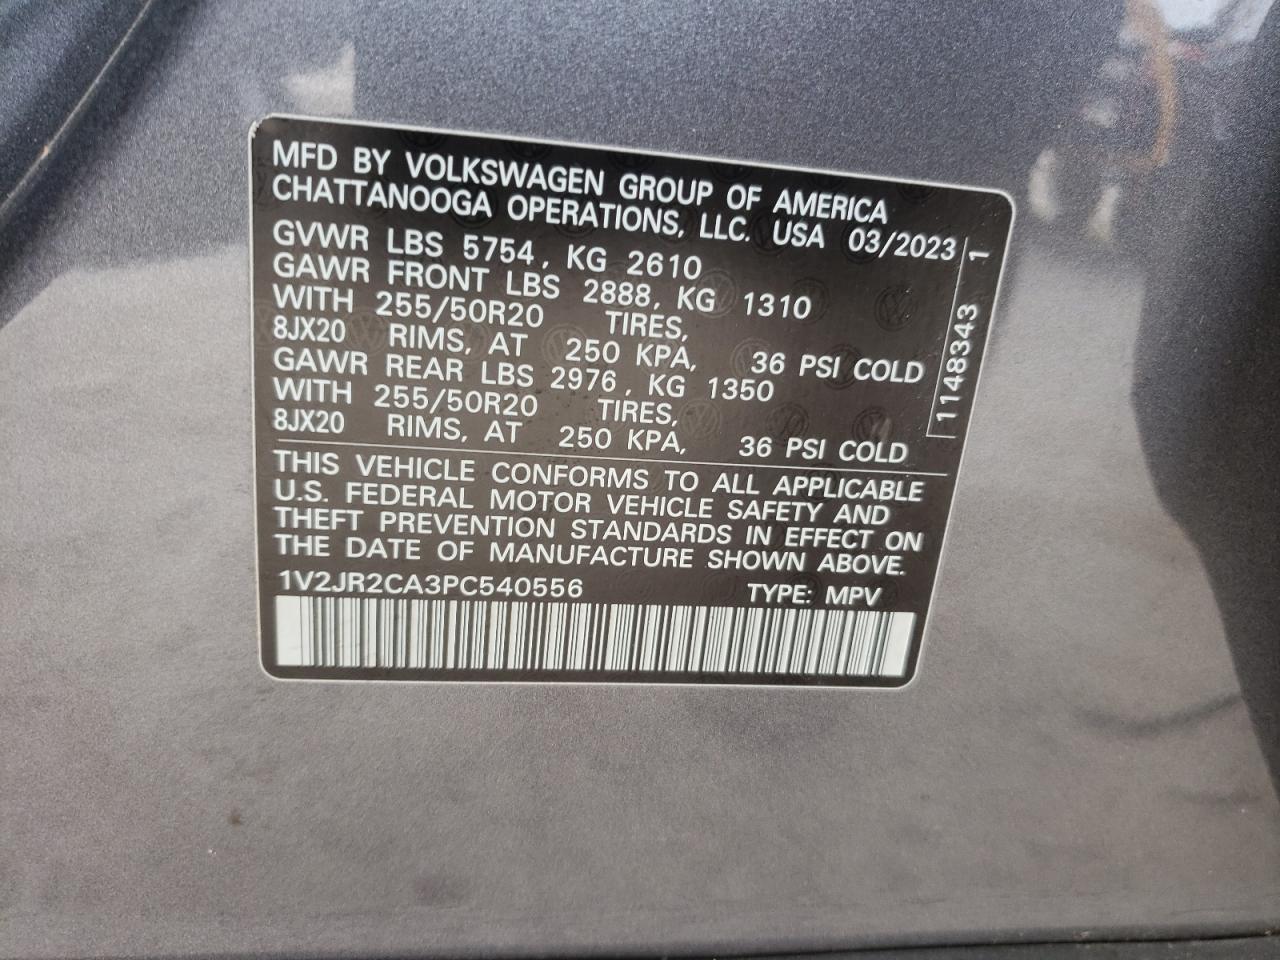 MFD BY VOLKSWAGEN GROUP OF AMERICA
CHATTANOOGA OPERATIONS, LLC. USA 03/2023
GVWR LBS 5754, KG 2610
GAWR FRONT LBS 2888, KG 1310
WITH 255/50R20 TIRES,
8JX20 RIMS, AT 250 KPA, 36 PSI COLD
GAWR REAR LBS 2976, KG 1350
WITH 255/50R20 TIRES,
8JX20 RIMS, AT 250 KPA, 36 PSI COLD
1148343 1
THIS VEHICLE CONFORMS TO ALL APPLICABLE
U.S. FEDERAL MOTOR VEHICLE SAFETY AND
THEFT PREVENTION STANDARDS IN EFFECT ON
THE DATE OF MANUFACTURE SHOWN ABOVE.
1V2JR2CA3PC540556 TYPE: MPV